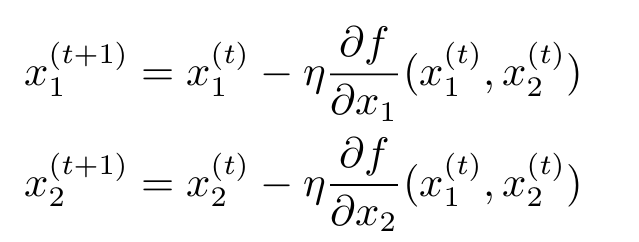 x_1^{(t+1)} = x_1^{(t)} - \eta \frac{\partial f}{\partial x_1}(x_1^{(t)}, x_2^{(t)})
x_2^{(t+1)} = x_2^{(t)} - \eta \frac{\partial f}{\partial x_2}(x_1^{(t)}, x_2^{(t)})